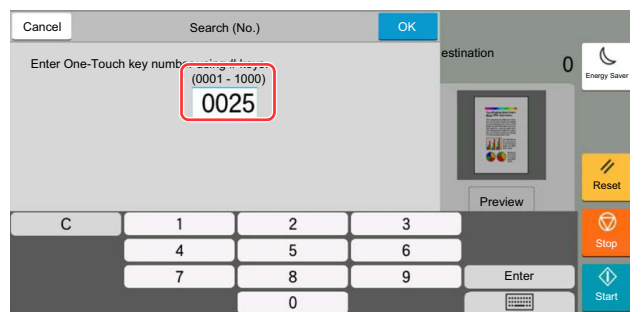 Cancel
Search (No.)
OK
estination
0
Energy Saver
Enter One-Touch key number using # keys.
(0001 - 1000)
0025
Reset
Preview
C
1
2
3
Stop
4
5
6
7
8
9
Enter
Start
0